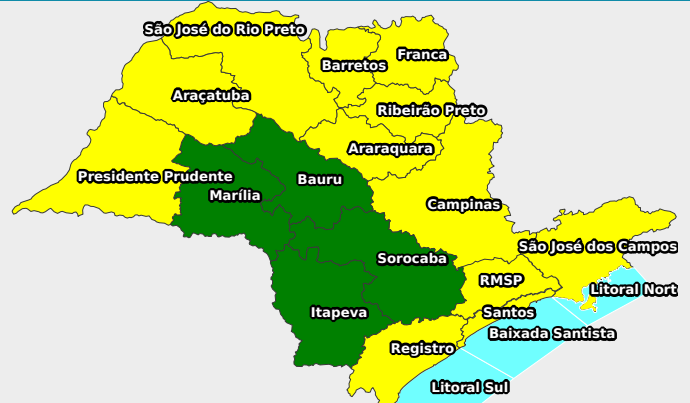 São José do Rio Preto
Franca
Barretos
Araçatuba
Ribeirão Preto
Araraquara
Presidente Prudente
Bauru
Marília
Campinas
São José dos Campos
Sorocaba
RMSP
Litoral Nort
Itapeva
Santos
Baixada Santista
Registro
Litoral Sul